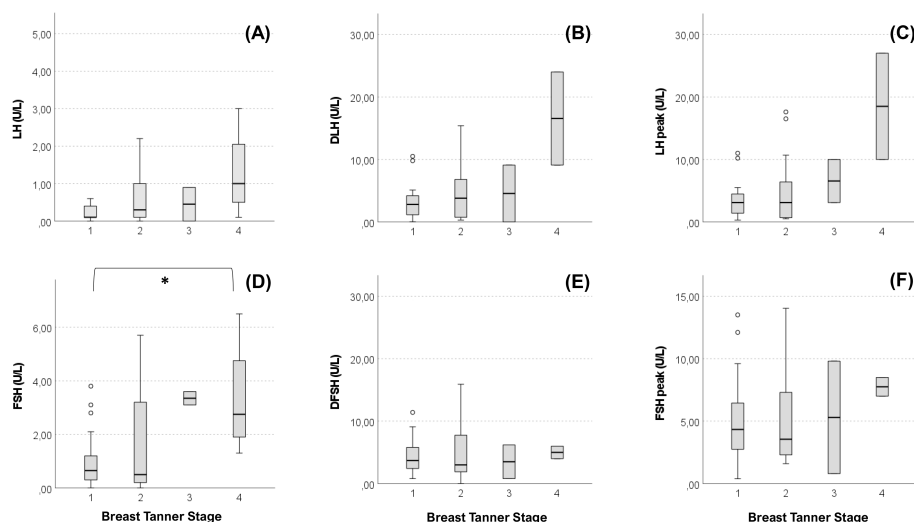 (A)
5,00
4,00
3,00
2,00
1,00
,00
LH (U/L)
1 2 3 4
(B)
30,00
20,00
10,00
,00
DLH (U/L)
1 2 3 4
(C)
30,00
20,00
10,00
,00
LH peak (U/L)
1 2 3 4
(D)
*
6,00
4,00
2,00
,00
FSH (U/L)
1 2 3 4
Breast Tanner Stage
(E)
30,00
20,00
10,00
,00
DFSH (U/L)
1 2 3 4
Breast Tanner Stage
(F)
15,00
10,00
5,00
,00
FSH peak (U/L)
1 2 3 4
Breast Tanner Stage